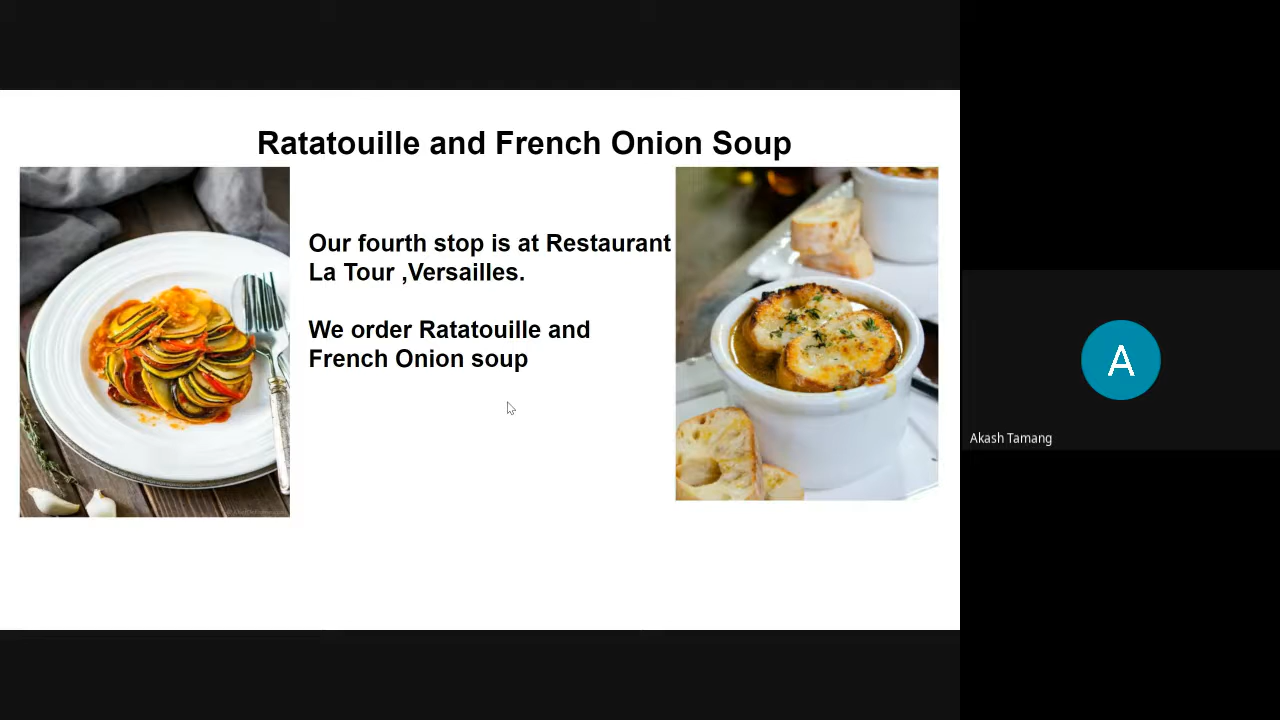 Ratatouille and French Onion Soup
Our fourth stop is at Restaurant
La Tour ,Versailles.
We order Ratatouille and
French Onion soup
A
Akash Tamang